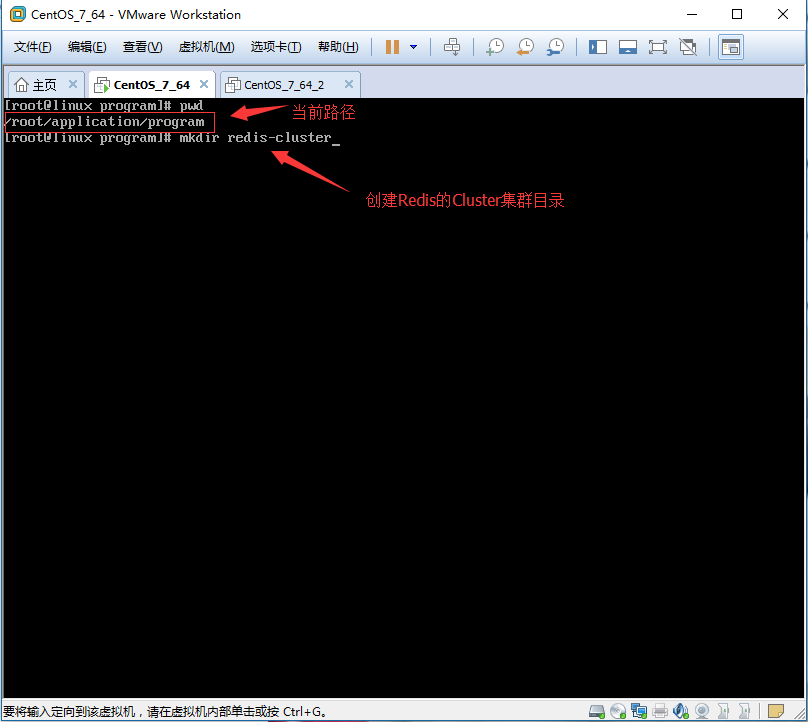 CentOS_7_64 - VMware Workstation
文件(F) 编辑(E) 查看(V) 虚拟机(M) 选项卡(T) 帮助(H)
主页 CentOS_7_64 CentOS_7_64_2
[root@linux program]# pwd
当前路径
/root/application/program
[root@linux program]# mkdir redis-cluster_
创建Redis的Cluster集群目录
要将输入定向到该虚拟机，请在虚拟机内部单击或按 Ctrl+G。